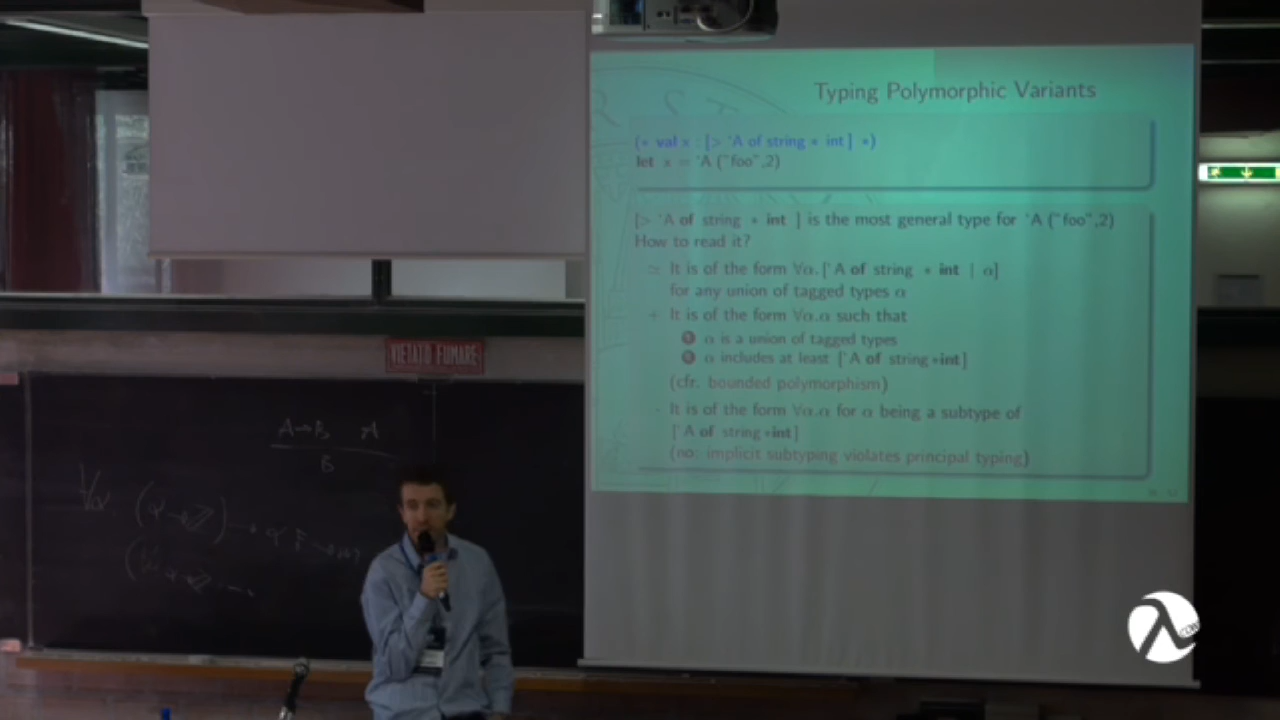 Typing Polymorphic Variants
(* val x : [> `A of string * int ] *)
let x = `A ("foo",2)
[> `A of string * int ] is the most general type for `A ("foo",2)
How to read it?
≃ It is of the form ∀α.[`A of string * int | α]
for any union of tagged types α
+ It is of the form ∀α.α such that
1 α is a union of tagged types
2 α includes at least [`A of string*int]
(cfr. bounded polymorphism)
- It is of the form ∀α.α for α being a subtype of
[`A of string*int]
(no: implicit subtyping violates principal typing)
VIETATO FUMARE
A→B A
B
λ
CON